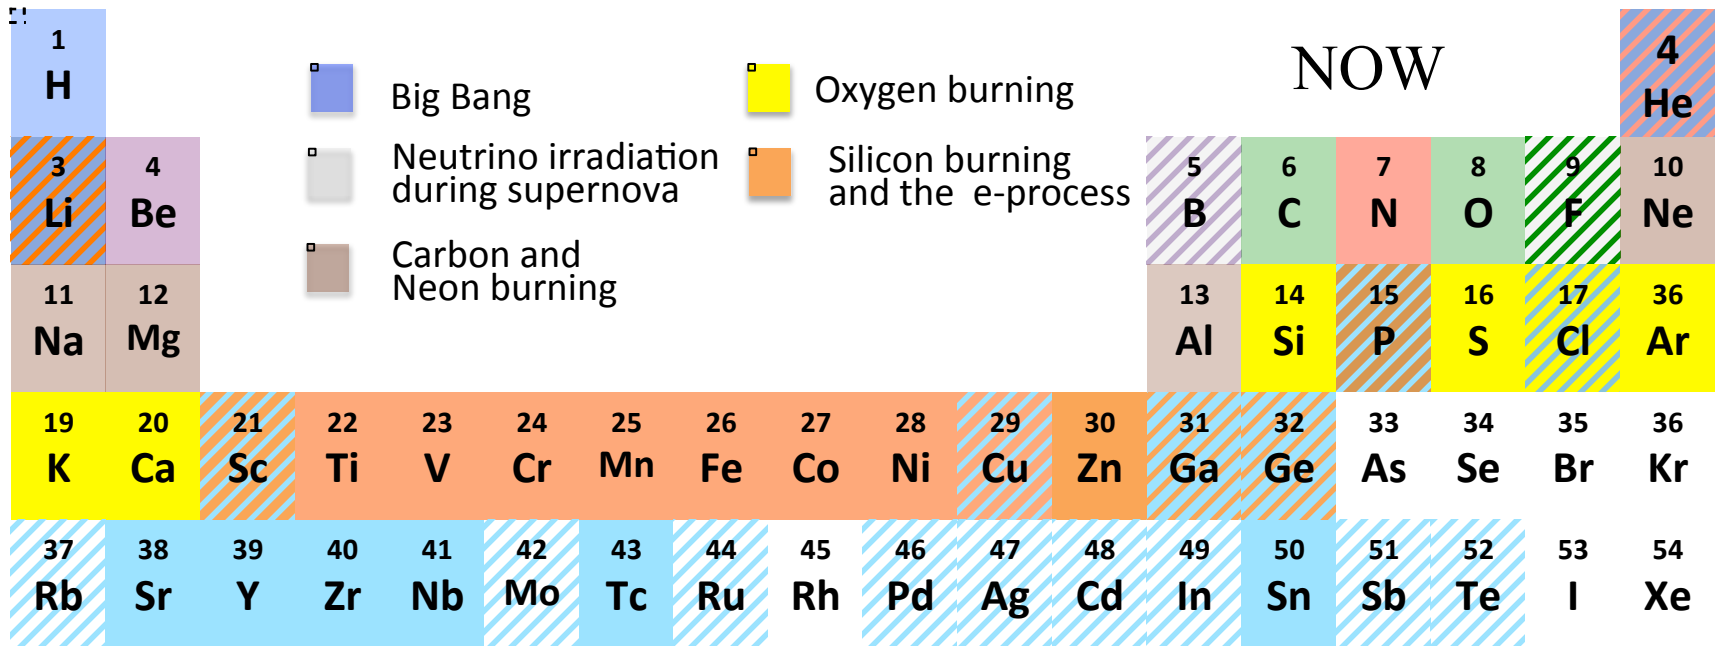 1
H
Big Bang
Neutrino irradiation
during supernova
Carbon and
Neon burning
Oxygen burning
Silicon burning
and the e-process
NOW
4
He
3 4 5 6 7 8 9 10
Li Be B C N O F Ne
11 12 13 14 15 16 17 36
Na Mg Al Si P S Cl Ar
19 20 21 22 23 24 25 26 27 28 29 30 31 32 33 34 35 36
K Ca Sc Ti V Cr Mn Fe Co Ni Cu Zn Ga Ge As Se Br Kr
37 38 39 40 41 42 43 44 45 46 47 48 49 50 51 52 53 54
Rb Sr Y Zr Nb Mo Tc Ru Rh Pd Ag Cd In Sn Sb Te I Xe